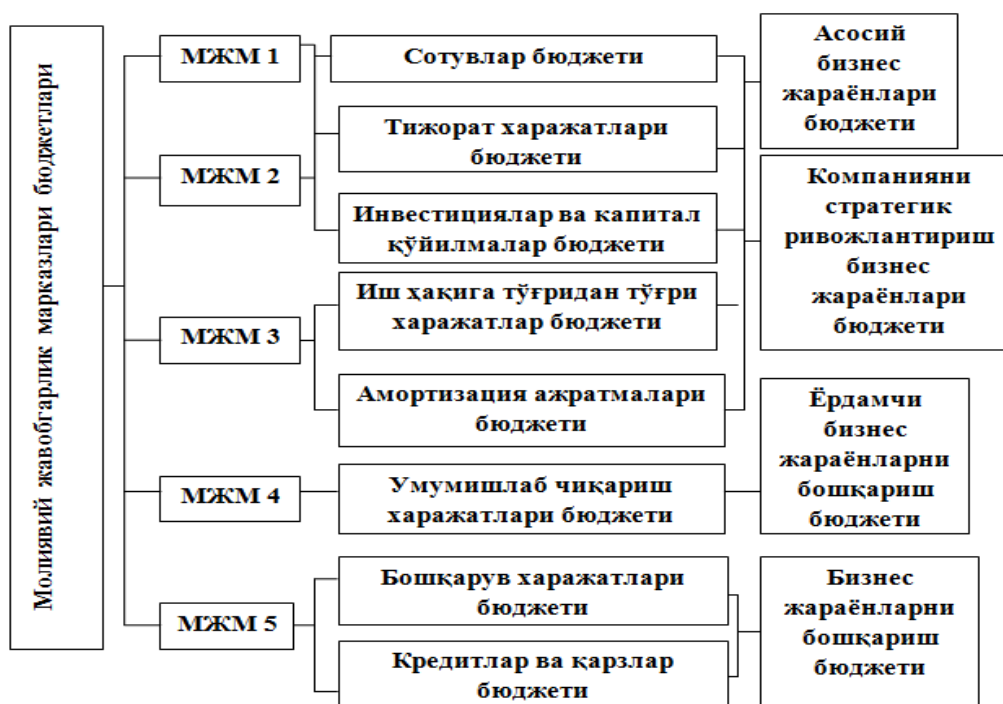 Молиявий жавобгарлик марказлари бюджетлари
МЖМ 1
МЖМ 2
МЖМ 3
МЖМ 4
МЖМ 5
Сотувлар бюджети
Тижорат харажатлари
бюджети
Инвестициялар ва капитал
қўйилмалар бюджети
Иш ҳақига тўғридан тўғри
харажатлар бюджети
Амортизация ажратмалари
бюджети
Умумишлаб чиқариш
харажатлари бюджети
Бошқарув харажатлари
бюджети
Кредитлар ва қарзлар
бюджети
Асосий
бизнес
жараёнлари
бюджети
Компанияни
стратегик
ривожлантириш
бизнес
жараёнлари
бюджети
Ёрдамчи
бизнес
жараёнларни
бошқариш
бюджети
Бизнес
жараёнларни
бошқариш
бюджети